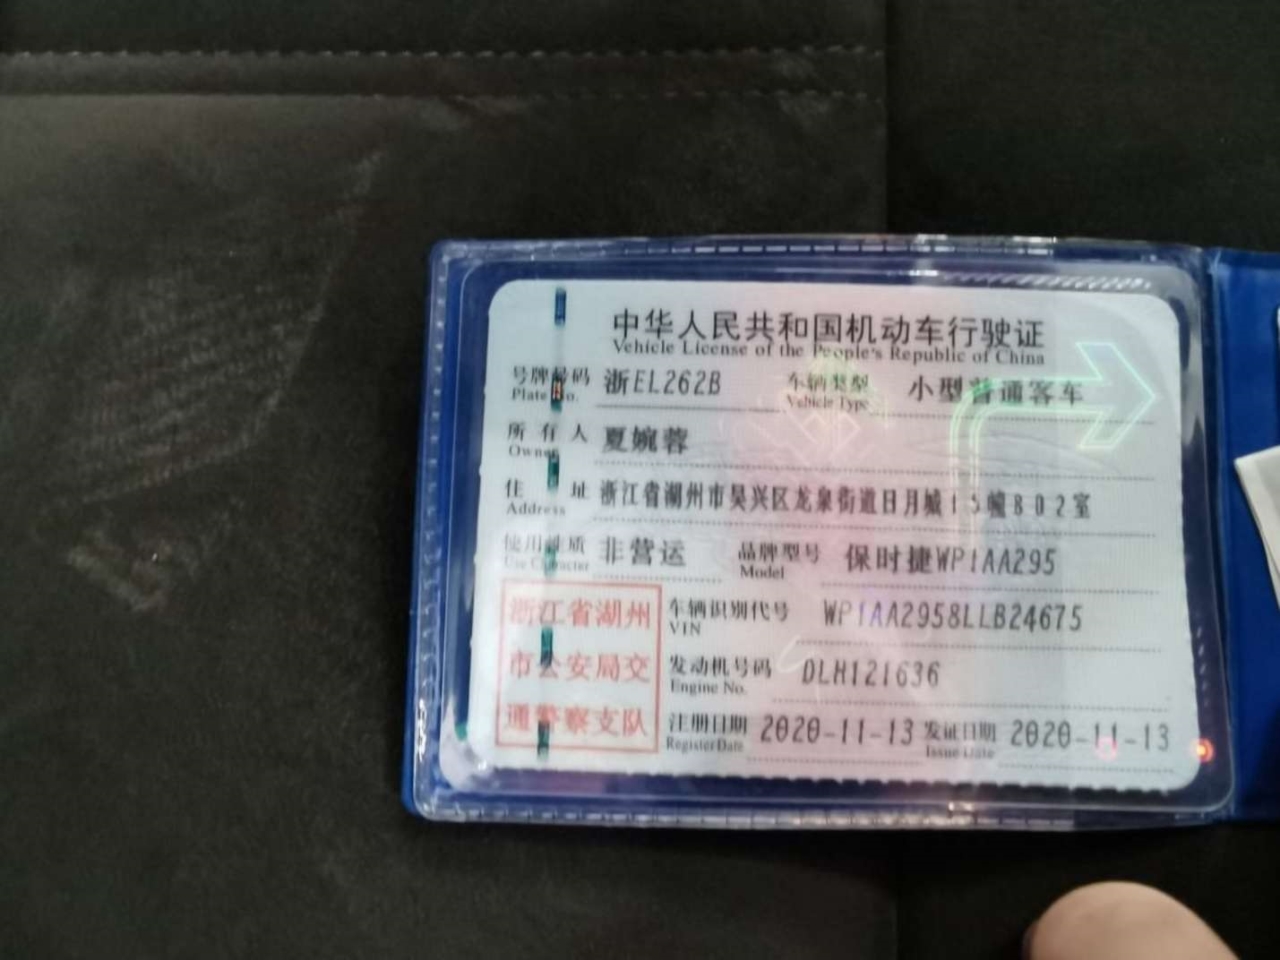 中华人民共和国机动车行驶证
Vehicle License of the People's Republic of China
号牌号码 浙EL262B 车辆类型 小型普通客车
Plate No. Vehicle Type
所有人 夏婉蓉
Owner
住址 浙江省湖州市吴兴区龙泉街道日月城15幢802室
Address
使用性质 非营运 品牌型号 保时捷WP1AA295
Use Character Model
浙江省湖州
市公安局交
通警察支队
车辆识别代号 WP1AA2958LLB24675
VIN
发动机号码 DLH121636
Engine No.
注册日期 2020-11-13 发证日期 2020-11-13
Register Date Issue Date